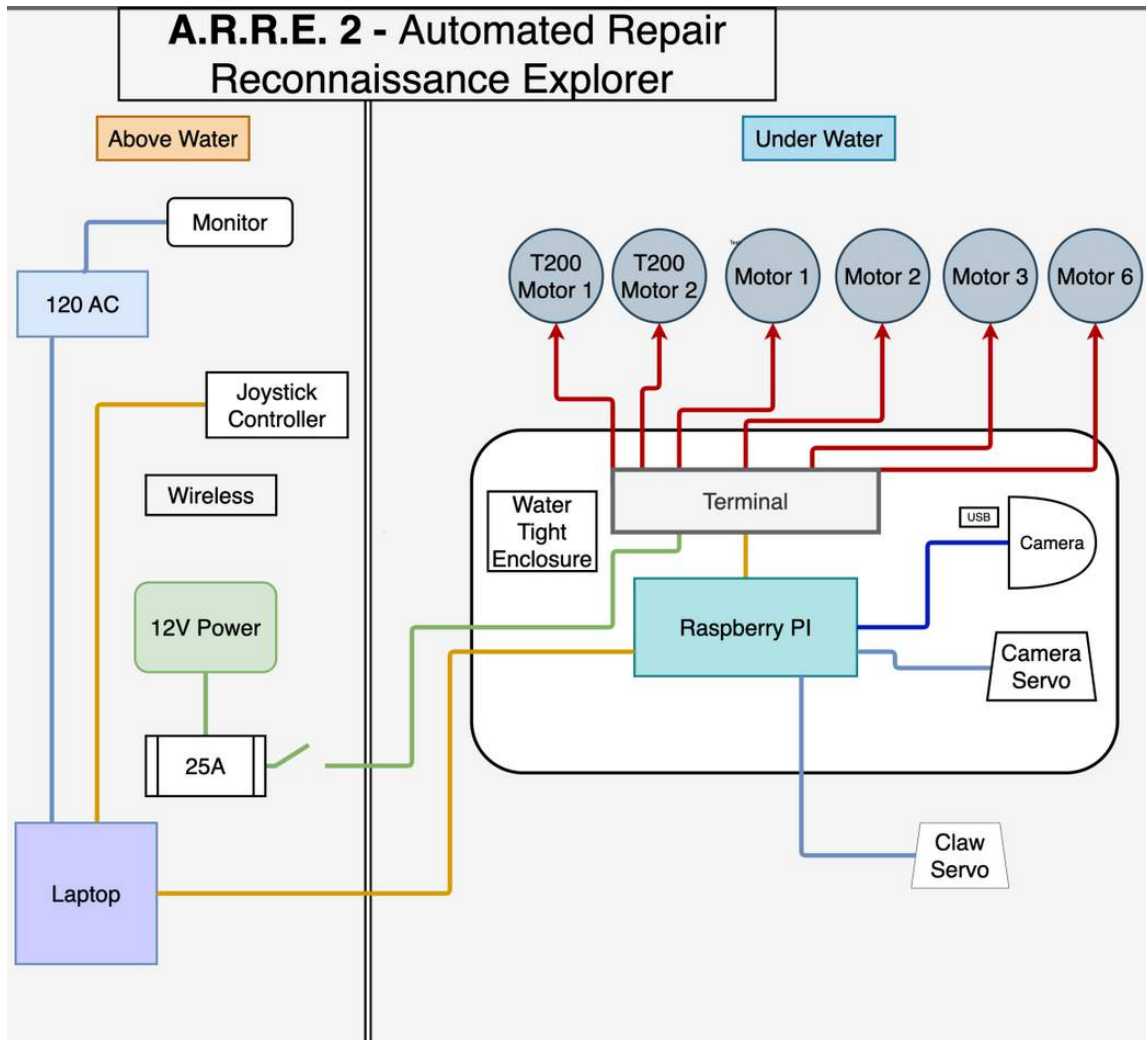 A.R.R.E. 2 - Automated Repair
Reconnaissance Explorer
Above Water
Under Water
Monitor
120 AC
Joystick
Controller
Wireless
12V Power
25A
Laptop
T200
Motor 1
T200
Motor 2
Motor 1
Motor 2
Motor 3
Motor 6
Water
Tight
Enclosure
Terminal
USB
Camera
Raspberry PI
Camera
Servo
Claw
Servo